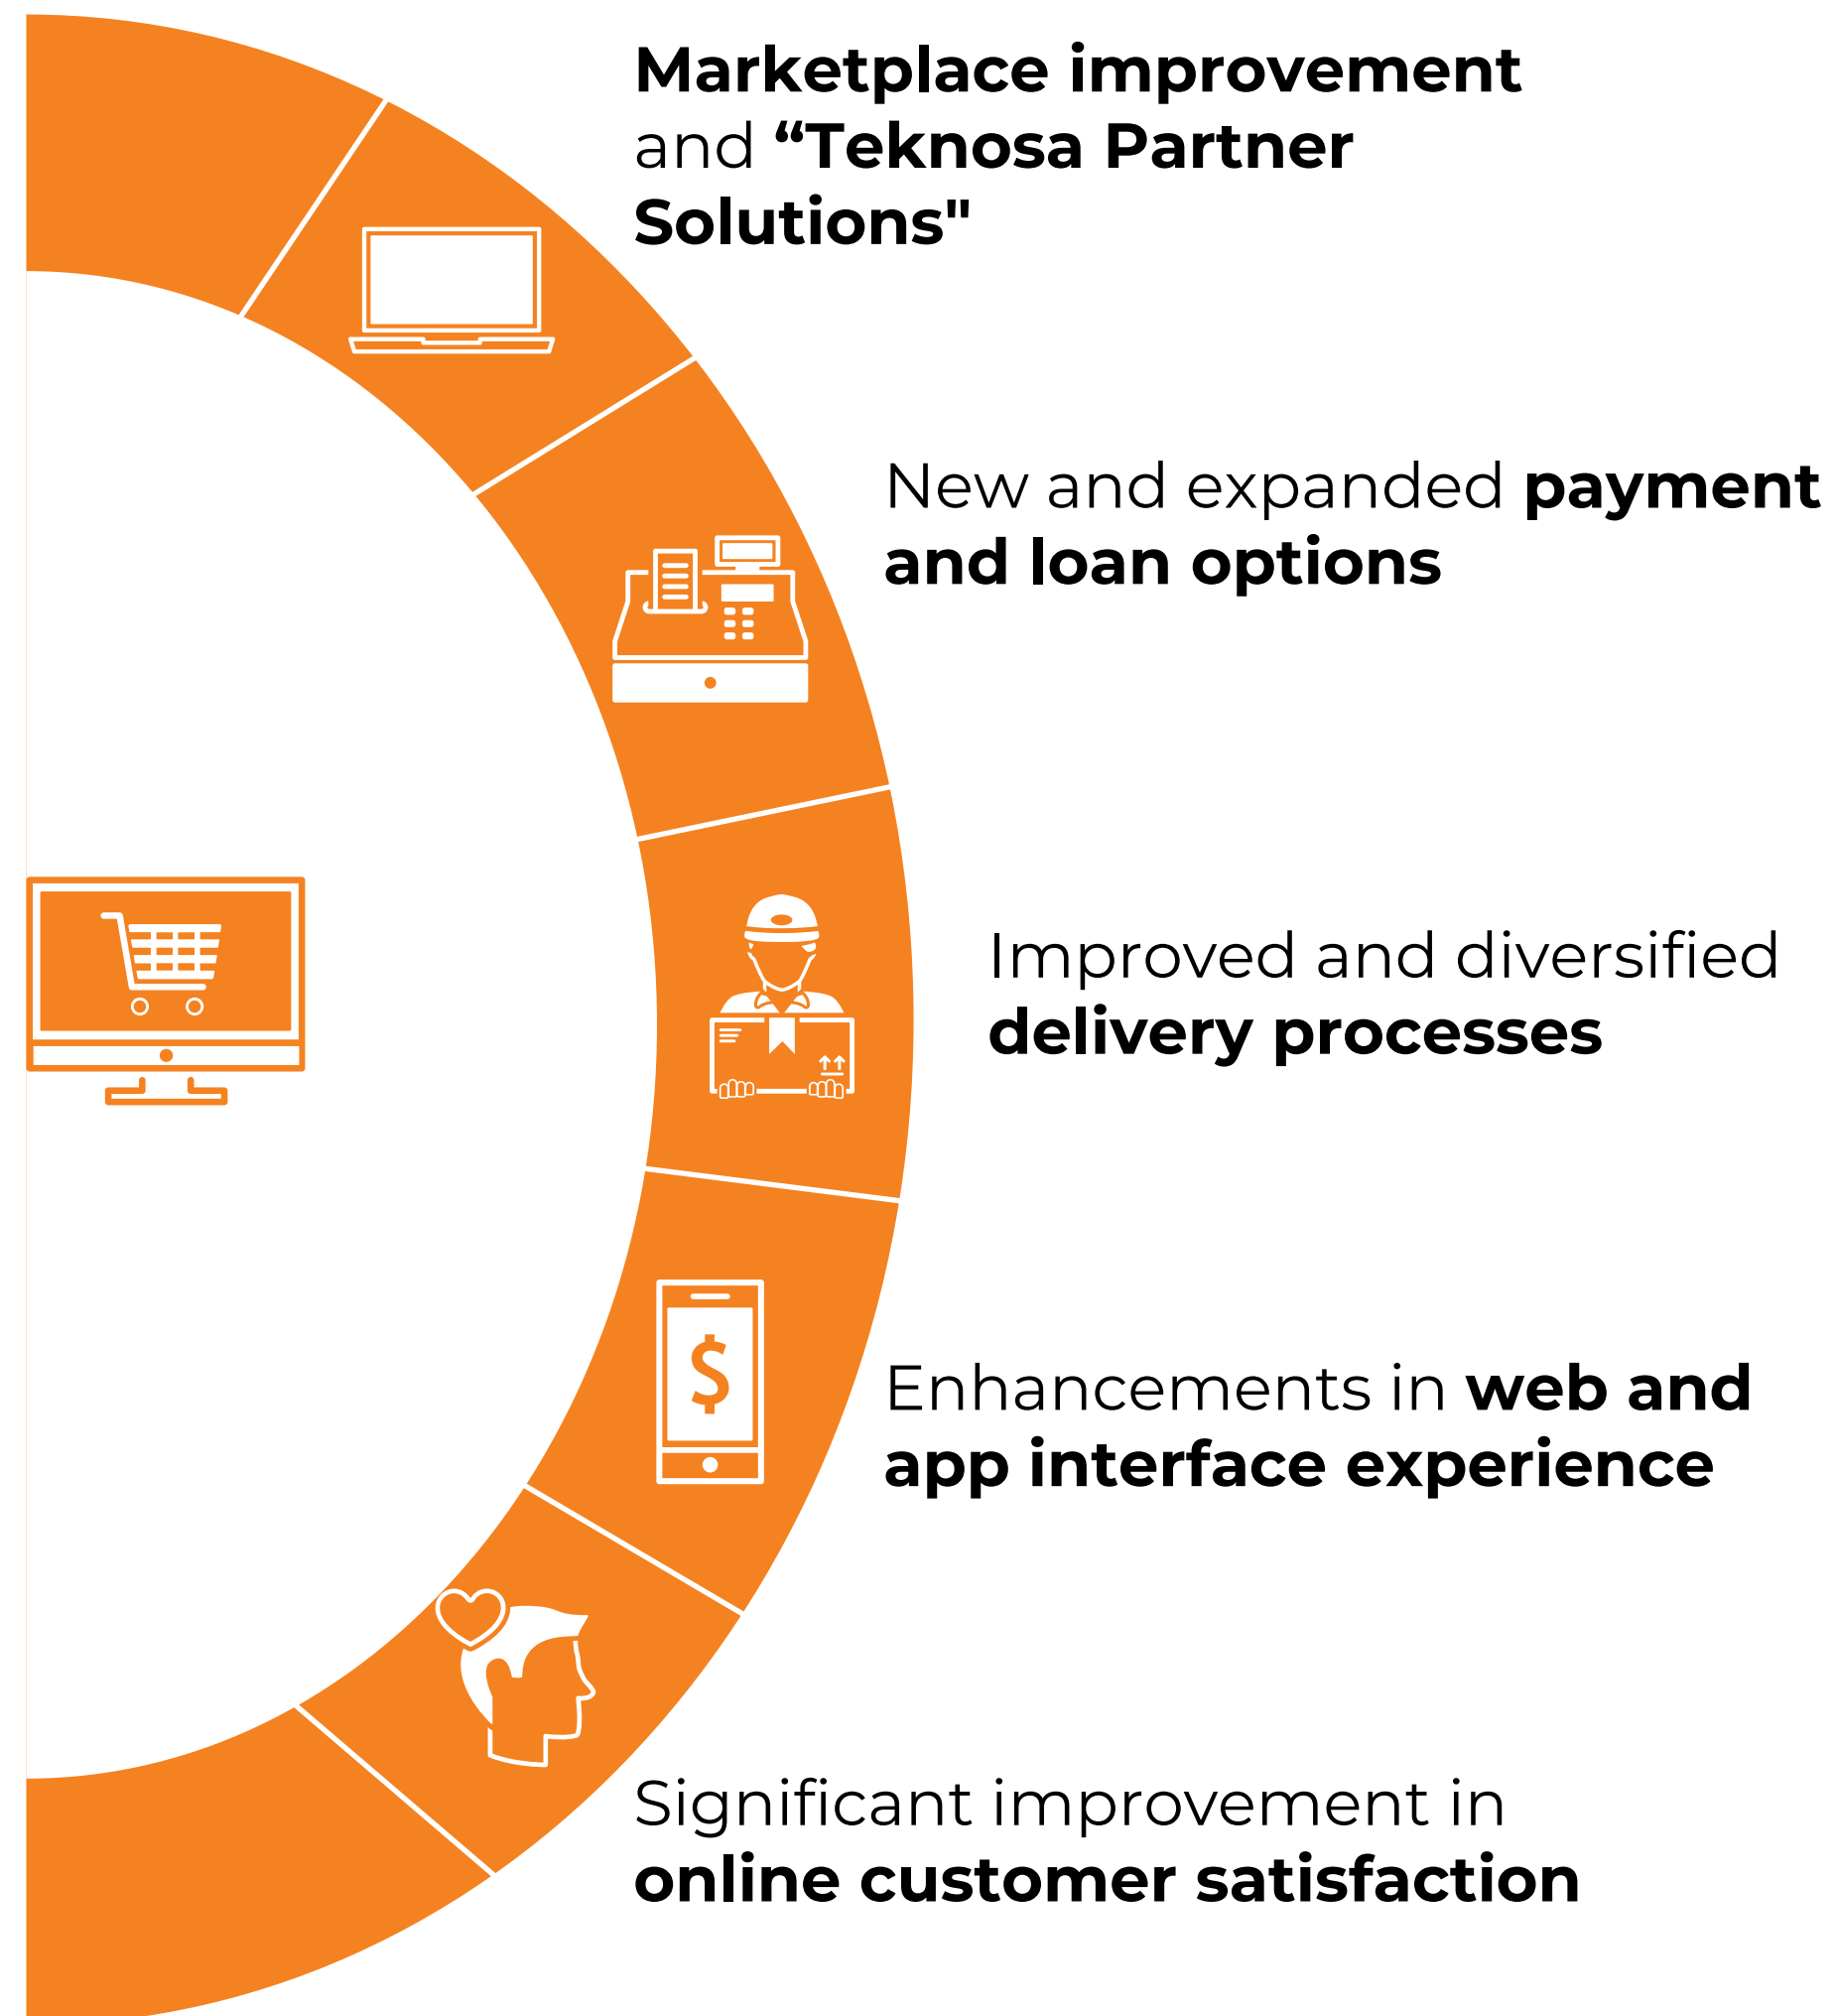 Marketplace improvement
and “Teknosa Partner
Solutions"
New and expanded payment
and loan options
Improved and diversified
delivery processes
$
Enhancements in web and
app interface experience
Significant improvement in
online customer satisfaction